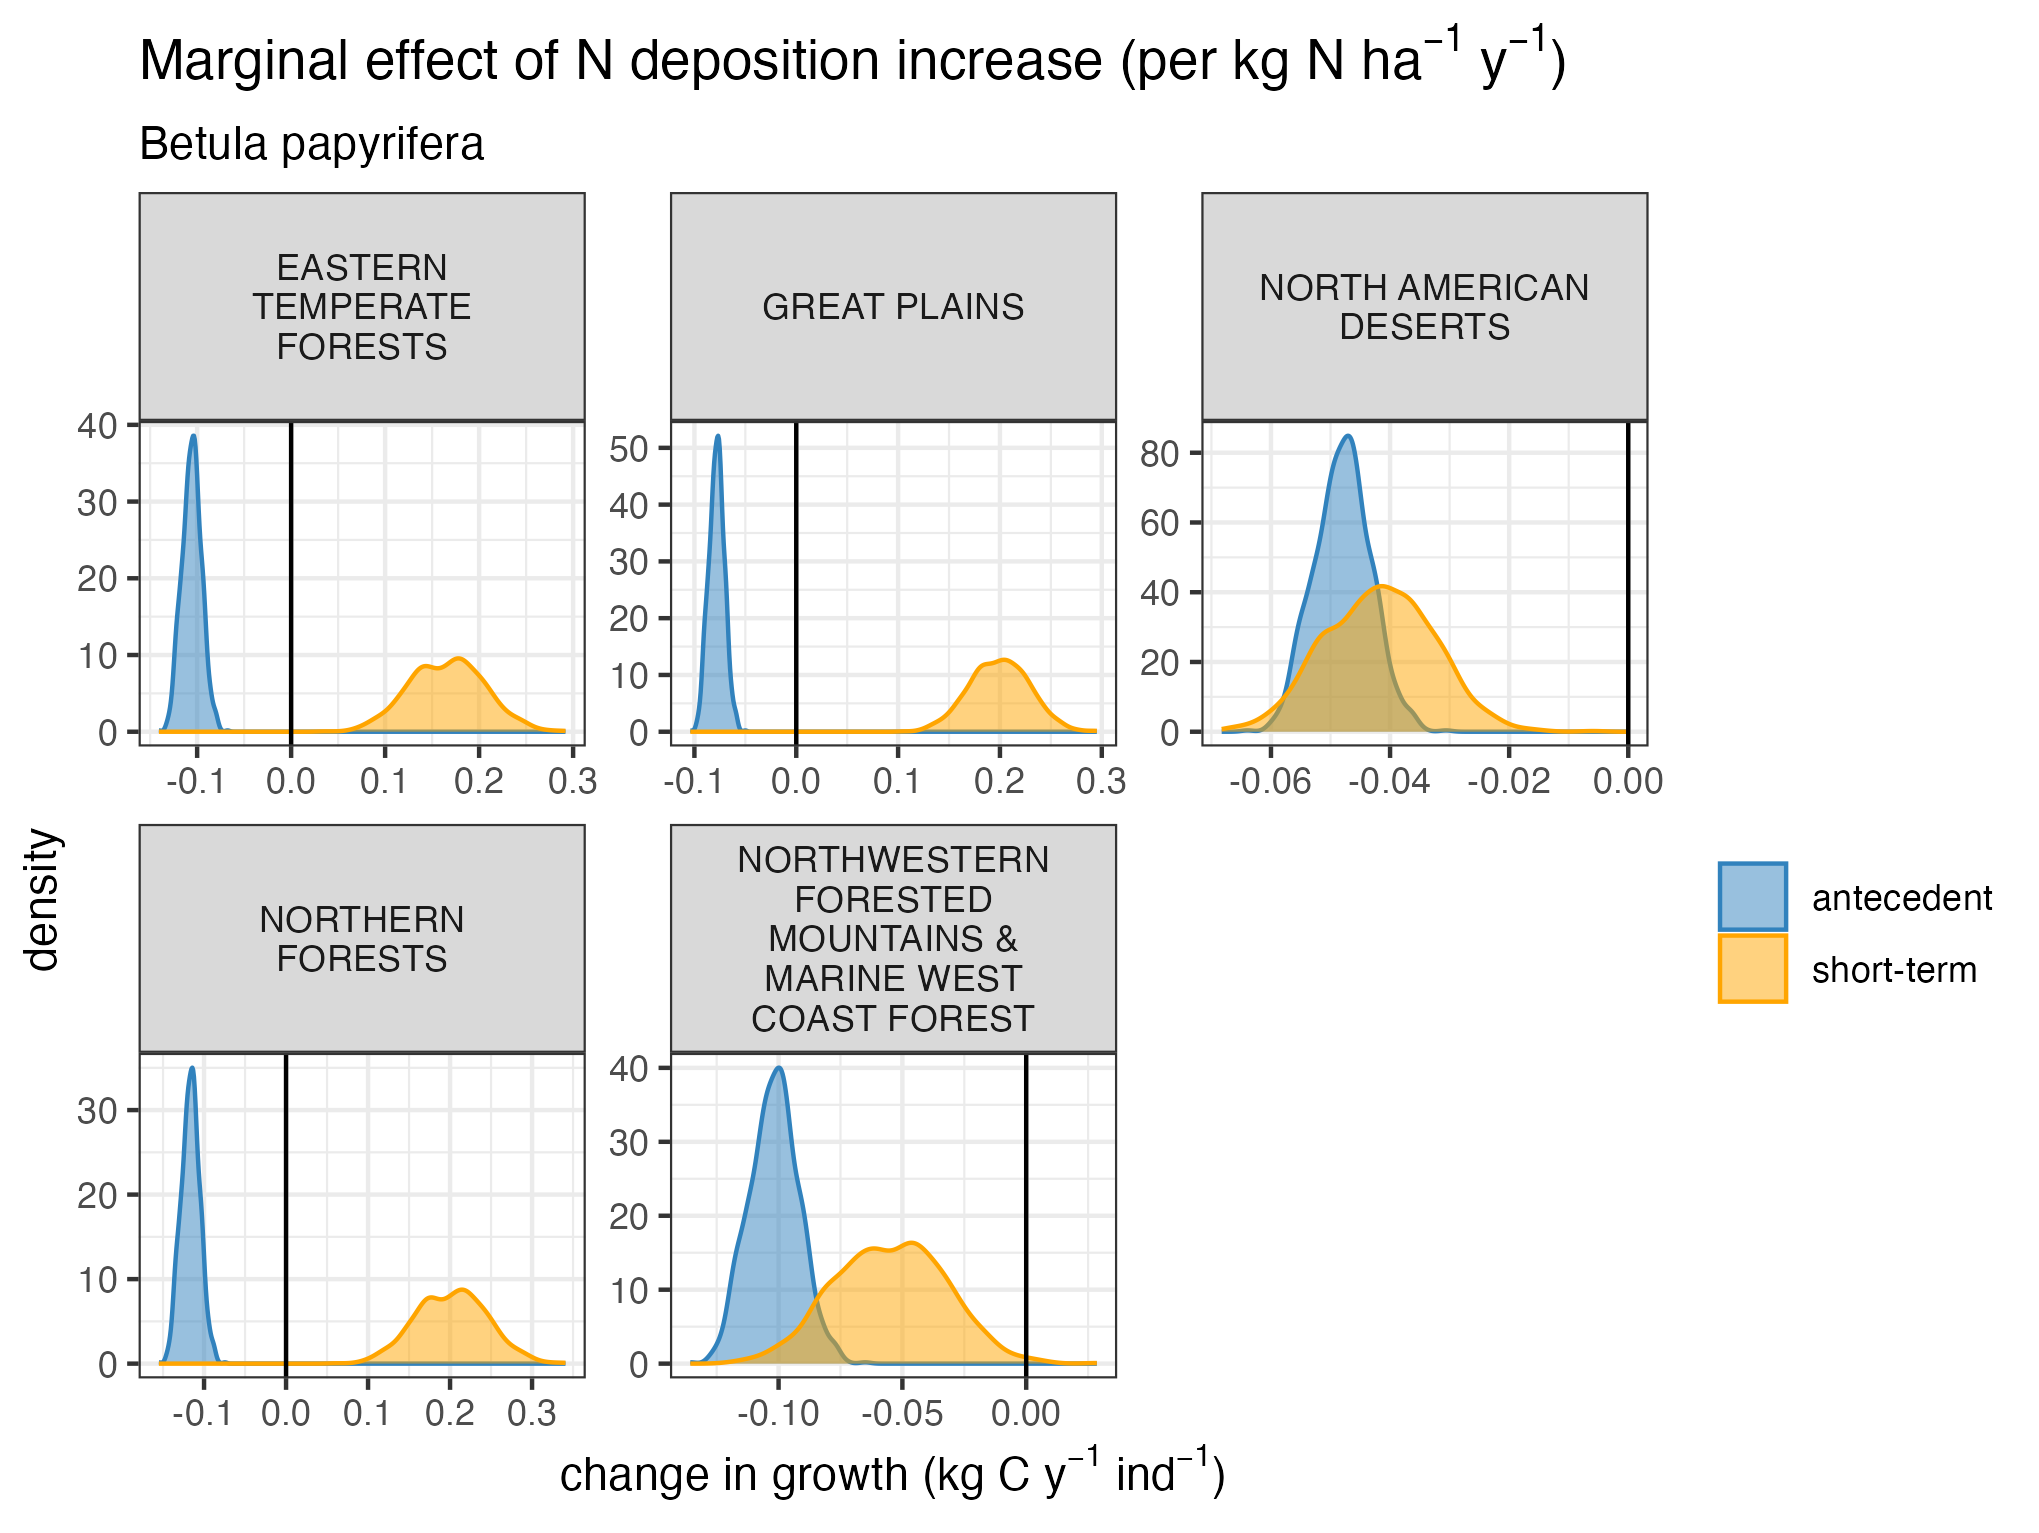 Marginal effect of N deposition increase (per kg N ha⁻¹ y⁻¹)
Betula papyrifera
EASTERN
TEMPERATE
FORESTS
GREAT PLAINS
NORTH AMERICAN
DESERTS
40
30
20
10
0
-0.1 0.0 0.1 0.2 0.3
50
40
30
20
10
0
-0.1 0.0 0.1 0.2 0.3
80
60
40
20
0
-0.06 -0.04 -0.02 0.00
density
NORTHERN
FORESTS
NORTHWESTERN
FORESTED
MOUNTAINS &
MARINE WEST
COAST FOREST
30
20
10
0
-0.1 0.0 0.1 0.2 0.3
40
30
20
10
0
-0.10 -0.05 0.00
antecedent
short-term
change in growth (kg C y⁻¹ ind⁻¹)